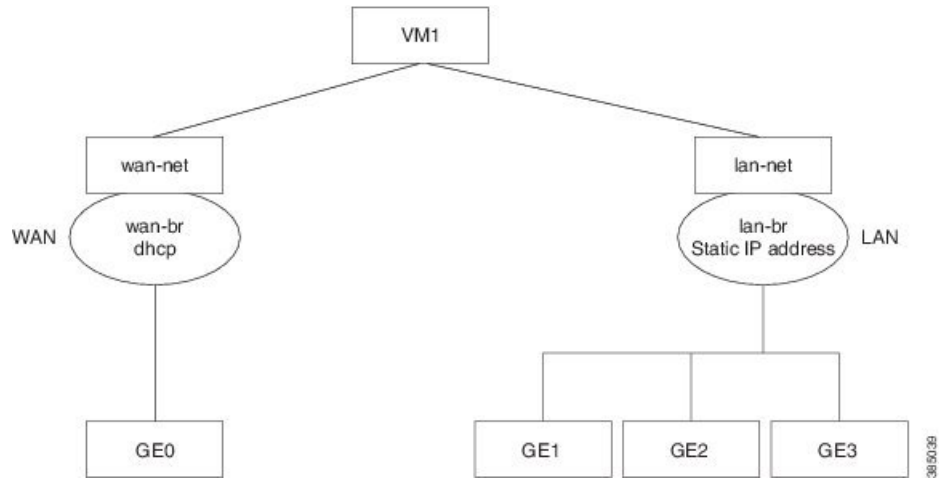 VM1
wan-net
lan-net
WAN
wan-br
dhcp
lan-br
Static IP address
LAN
GE0
GE1
GE2
GE3
385039